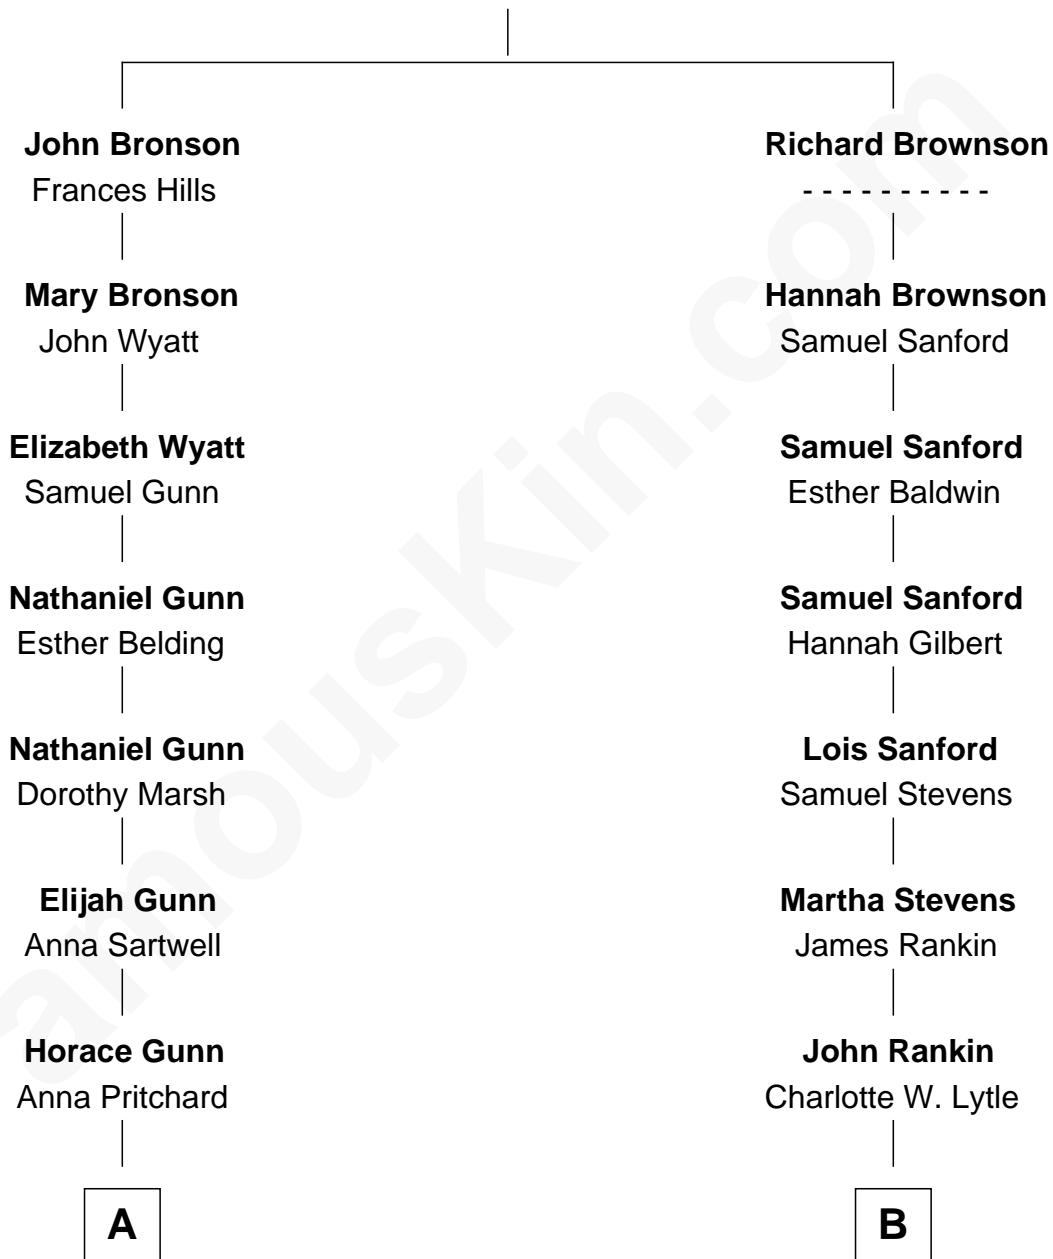 John Bronson
Frances Hills
Mary Bronson
John Wyatt
Elizabeth Wyatt
Samuel Gunn
Nathaniel Gunn
Esther Belding
Nathaniel Gunn
Dorothy Marsh
Elijah Gunn
Anna Sartwell
Horace Gunn
Anna Pritchard
A
Richard Brownson
- - - - - - - - - -
Hannah Brownson
Samuel Sanford
Samuel Sanford
Esther Baldwin
Samuel Sanford
Hannah Gilbert
Lois Sanford
Samuel Stevens
Martha Stevens
James Rankin
John Rankin
Charlotte W. Lytle
B
amouskin.com